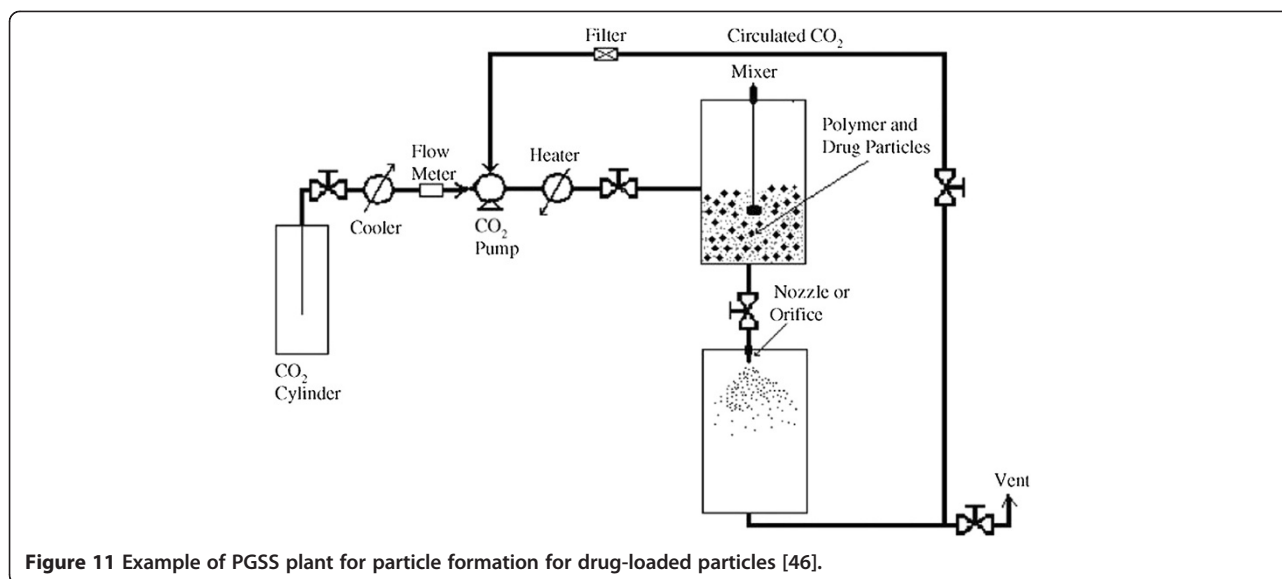 Filter
Circulated CO₂
Mixer
Polymer and
Drug Particles
Flow
Meter
Heater
Cooler
CO₂
Pump
Nozzle or
Orifice
CO₂
Cylinder
Vent
Figure 11 Example of PGSS plant for particle formation for drug-loaded particles [46].